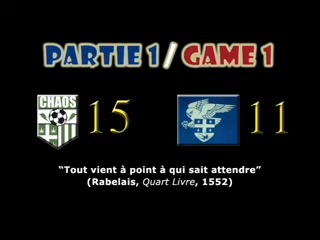 PARTIE 1 / GAME 1
CHAOS 15 11
“Tout vient à point à qui sait attendre”
(Rabelais, Quart Livre, 1552)